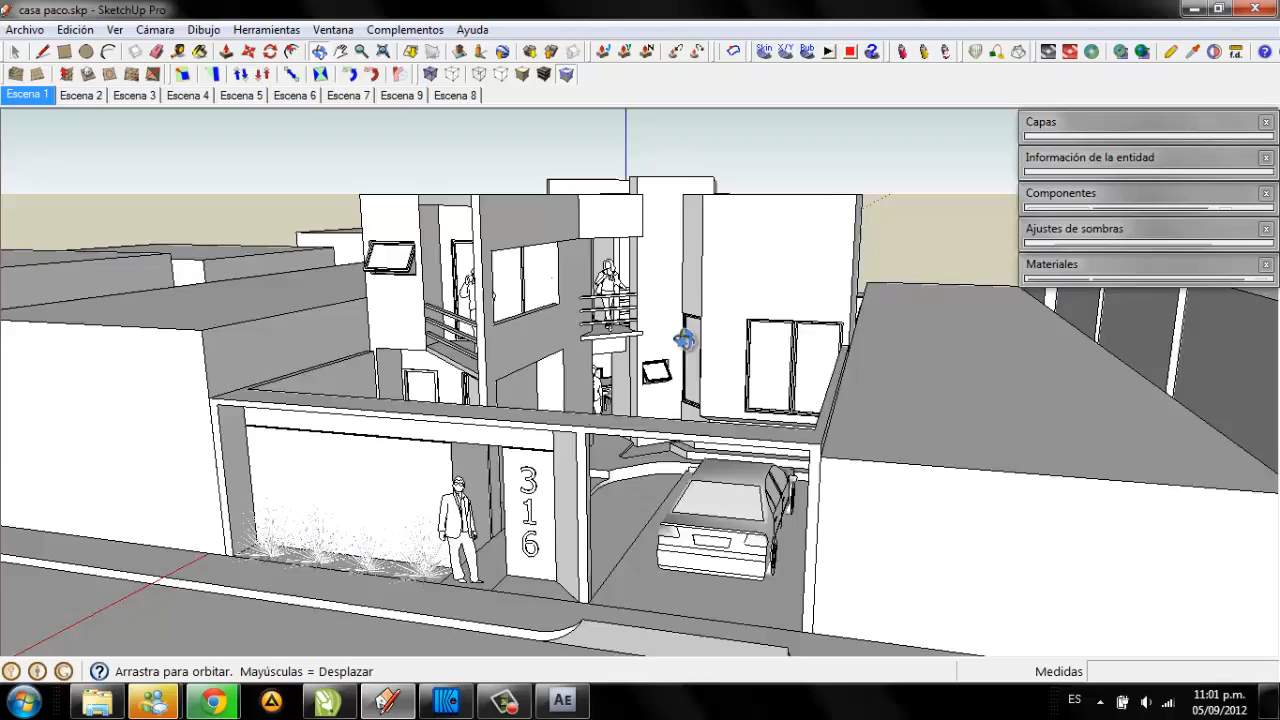 casa paco.skp - SketchUp Pro
Archivo Edición Ver Cámara Dibujo Herramientas Ventana Complementos Ayuda
Skin X/Y Bub
f.d.
Escena 1 Escena 2 Escena 3 Escena 4 Escena 5 Escena 6 Escena 7 Escena 9 Escena 8
Capas
Información de la entidad
Componentes
Ajustes de sombras
Materiales
3
1
6
Arrastra para orbitar. Mayúsculas = Desplazar
Medidas
AE
ES
11:01 p.m.
05/09/2012